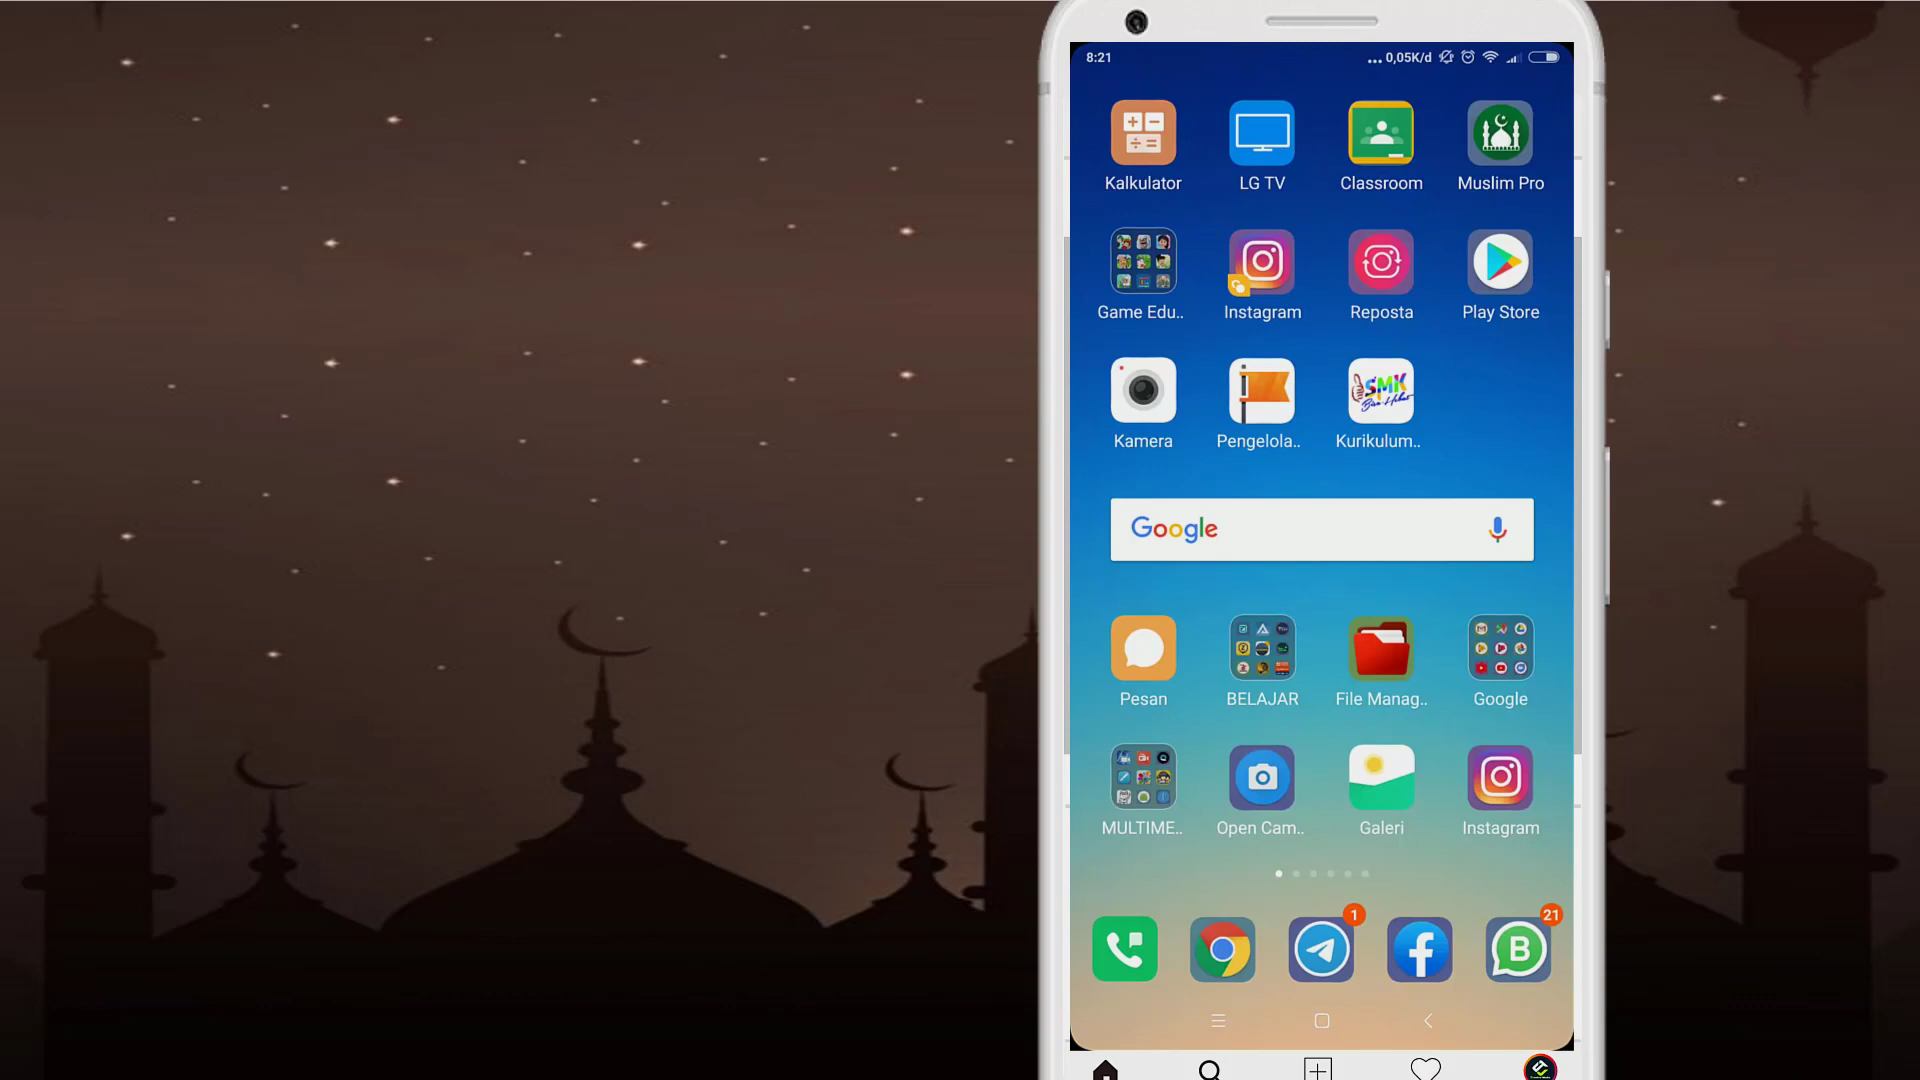 8:21
... 0,05K/d
Kalkulator
LG TV
Classroom
Muslim Pro
Game Edu..
Instagram
Reposta
Play Store
SMK
Kamera
Pengelola..
Kurikulum..
Google
Pesan
BELAJAR
File Manag..
Google
MULTIME..
Open Cam..
Galeri
Instagram
1
21
B